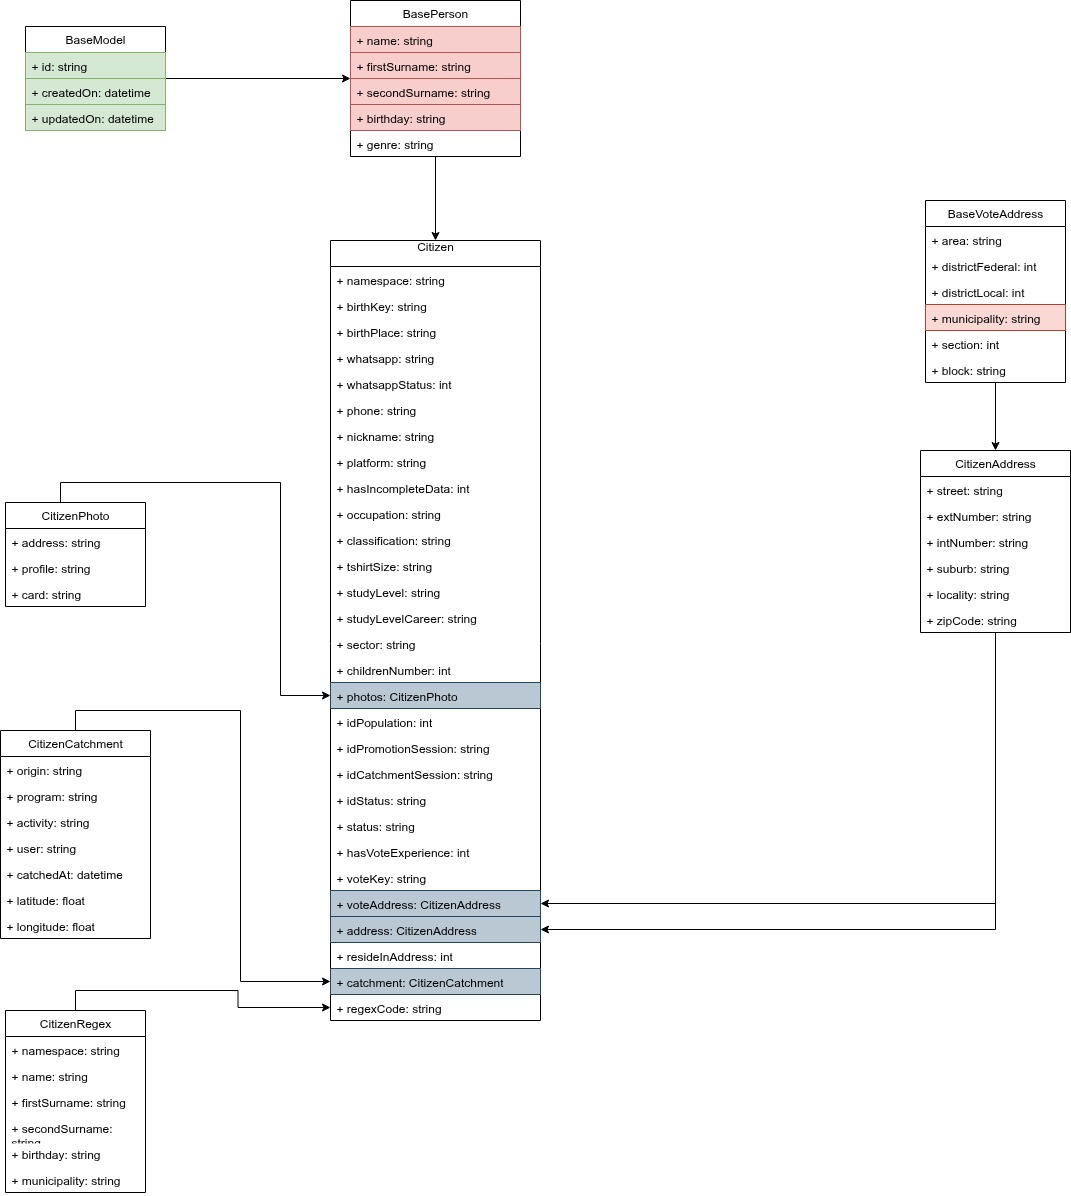 BaseModel
+ id: string
+ createdOn: datetime
+ updatedOn: datetime
BasePerson
+ name: string
+ firstSurname: string
+ secondSurname: string
+ birthday: string
+ genre: string
BaseVoteAddress
+ area: string
+ districtFederal: int
+ districtLocal: int
+ municipality: string
+ section: int
+ block: string
Citizen
+ namespace: string
+ birthKey: string
+ birthPlace: string
+ whatsapp: string
+ whatsappStatus: int
+ phone: string
+ nickname: string
+ platform: string
+ hasIncompleteData: int
+ occupation: string
+ classification: string
+ tshirtSize: string
+ studyLevel: string
+ studyLevelCareer: string
+ sector: string
+ childrenNumber: int
+ photos: CitizenPhoto
+ idPopulation: int
+ idPromotionSession: string
+ idCatchmentSession: string
+ idStatus: string
+ status: string
+ hasVoteExperience: int
+ voteKey: string
+ voteAddress: CitizenAddress
+ address: CitizenAddress
+ resideInAddress: int
+ catchment: CitizenCatchment
+ regexCode: string
CitizenAddress
+ street: string
+ extNumber: string
+ intNumber: string
+ suburb: string
+ locality: string
+ zipCode: string
CitizenPhoto
+ address: string
+ profile: string
+ card: string
CitizenCatchment
+ origin: string
+ program: string
+ activity: string
+ user: string
+ catchedAt: datetime
+ latitude: float
+ longitude: float
CitizenRegex
+ namespace: string
+ name: string
+ firstSurname: string
+ secondSurname:
string
+ birthday: string
+ municipality: string